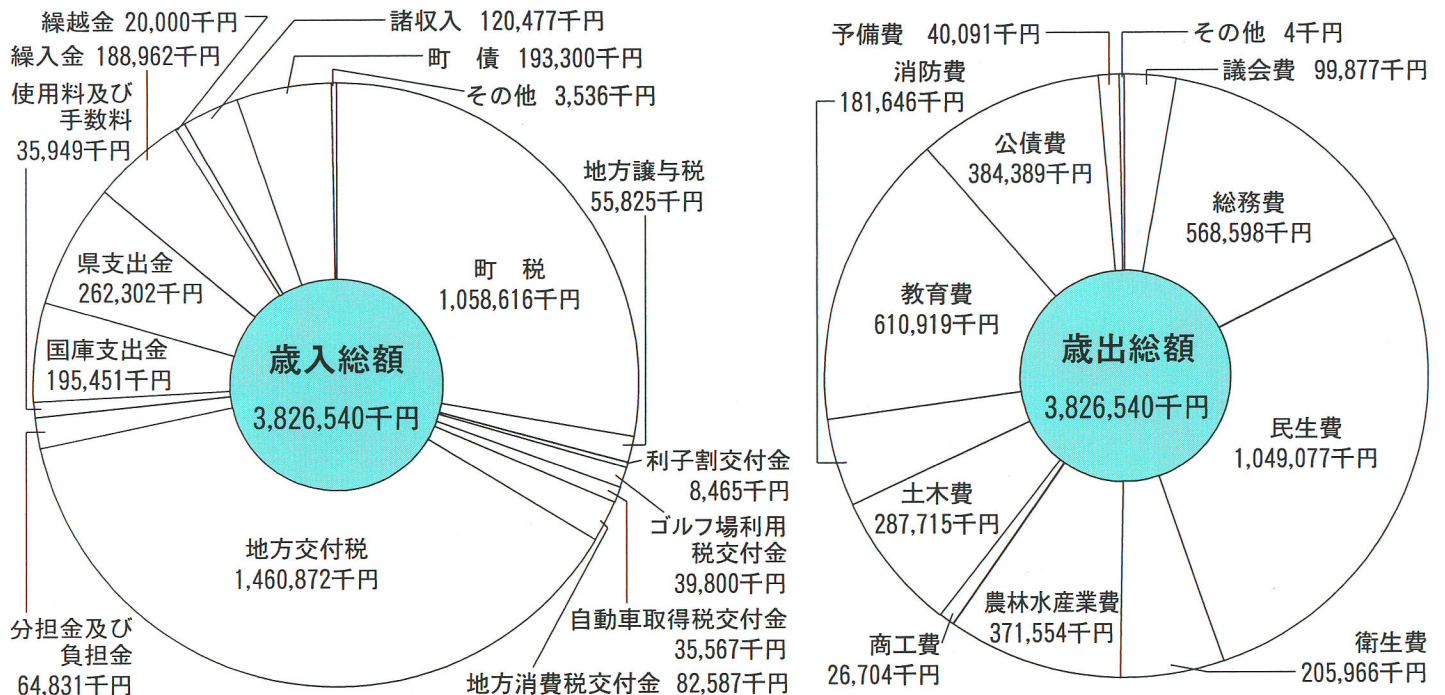 繰越金 20,000千円
諸収入 120,477千円
繰入金 188,962千円
町 債 193,300千円
使用料及び
手数料
35,949千円
その他 3,536千円
地方譲与税
55,825千円
町 税
1,058,616千円
県支出金
262,302千円
国庫支出金
195,451千円
歳入総額
3,826,540千円
利子割交付金
8,465千円
ゴルフ場利用
税交付金
39,800千円
自動車取得税交付金
35,567千円
地方消費税交付金 82,587千円
地方交付税
1,460,872千円
分担金及び
負担金
64,831千円
予備費 40,091千円
その他 4千円
消防費
181,646千円
議会費 99,877千円
公債費
384,389千円
総務費
568,598千円
教育費
610,919千円
歳出総額
3,826,540千円
民生費
1,049,077千円
土木費
287,715千円
農林水産業費
371,554千円
商工費
26,704千円
衛生費
205,966千円